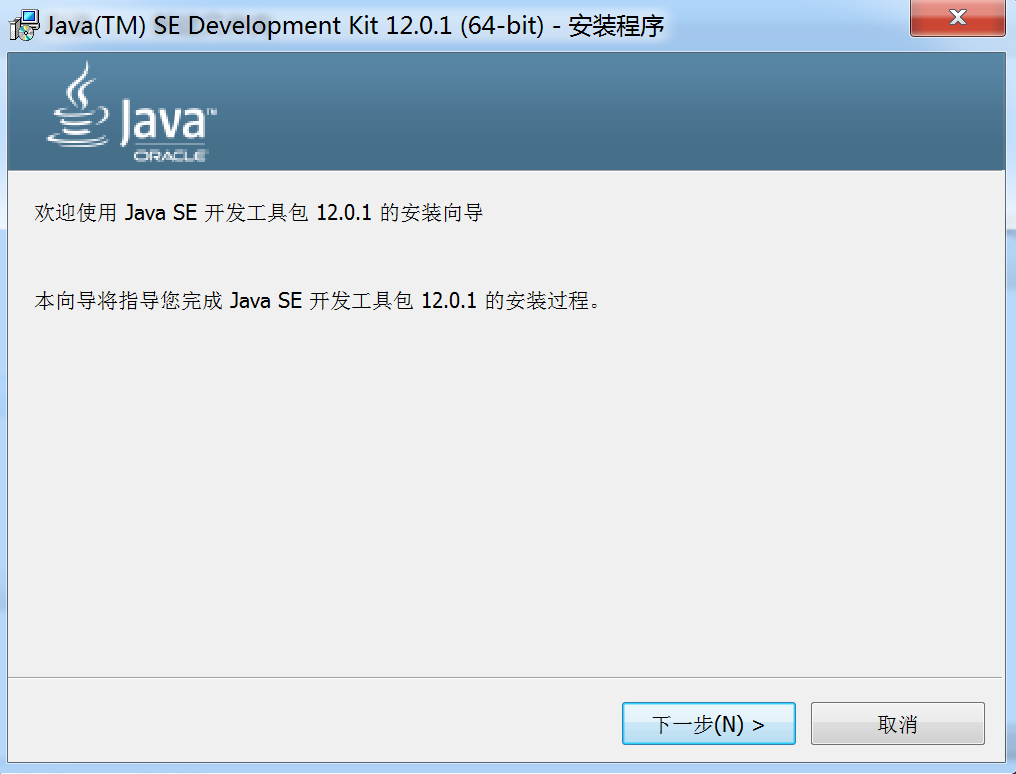 Java(TM) SE Development Kit 12.0.1 (64-bit) - 安装程序
Java™
ORACLE
欢迎使用 Java SE 开发工具包 12.0.1 的安装向导
本向导将指导您完成 Java SE 开发工具包 12.0.1 的安装过程。
下一步(N) >
取消